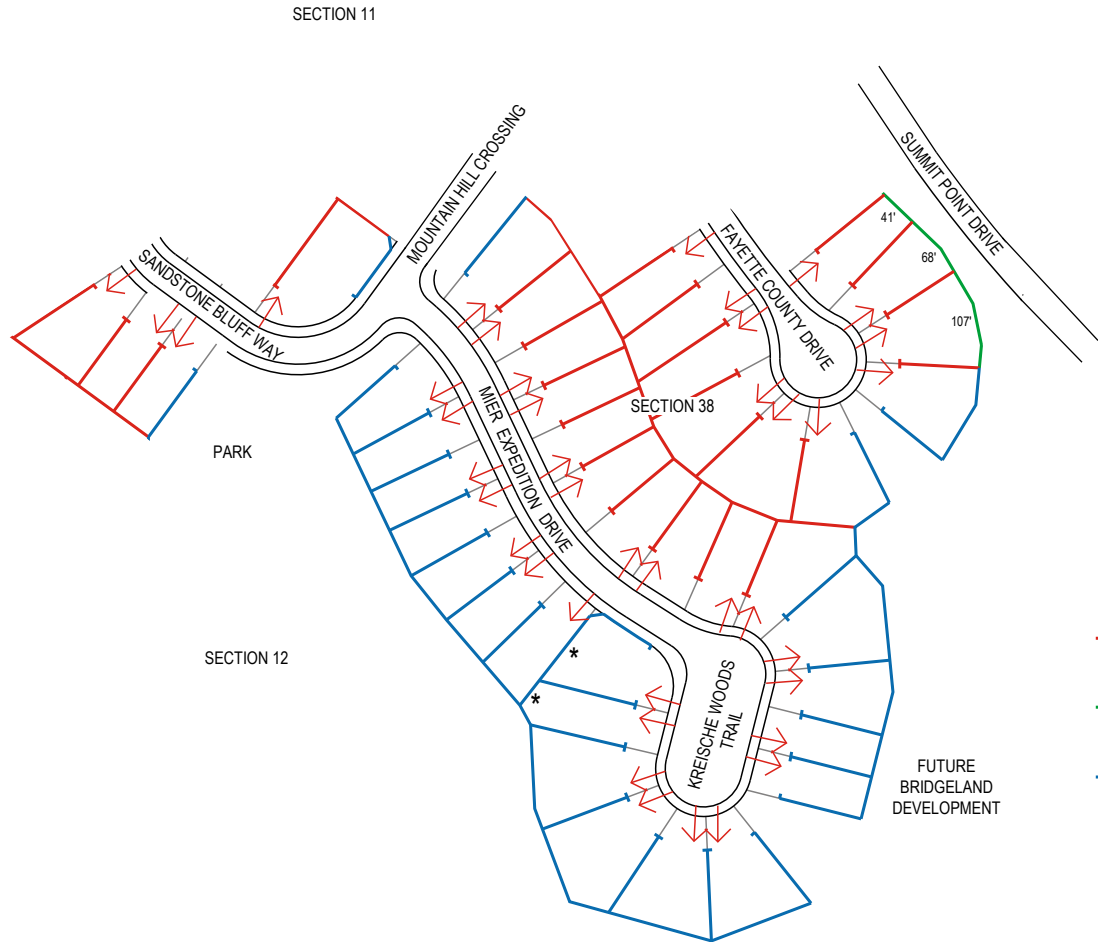 SECTION 11
MOUNTAIN HILL CROSSING
SUMMIT POINT DRIVE
41'
FAYETTE COUNTY DRIVE
68'
SANDSTONE BLUFF WAY
107'
MIER EXPEDITION DRIVE
SECTION 38
PARK
SECTION 12
*
*
KREISCHE WOODS
TRAIL
FUTURE
BRIDGELAND
DEVELOPMENT